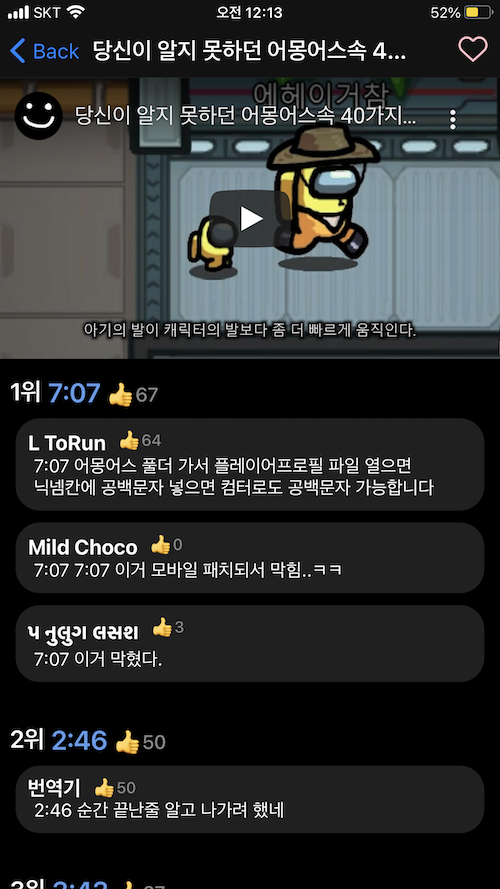 SKT 오전 12:13 52%
Back 당신이 알지 못하던 어몽어스속 4...
에헤이거참
당신이 알지 못하던 어몽어스속 40가지...
아기의 발이 캐릭터의 발보다 좀 더 빠르게 움직인다.
1위 7:07 👍67
L ToRun 👍64
7:07 어몽어스 풀더 가서 플레이어프로필 파일 열으면
닉넴칸에 공백문자 넣으면 컴터로도 공백문자 가능합니다
Mild Choco 👍0
7:07 7:07 이거 모바일 패치되서 막힘..ㅋㅋ
👍3
7:07 이거 막혔다.
2위 2:46 👍50
번역기 👍50
2:46 순간 끝난줄 알고 나가려 했네